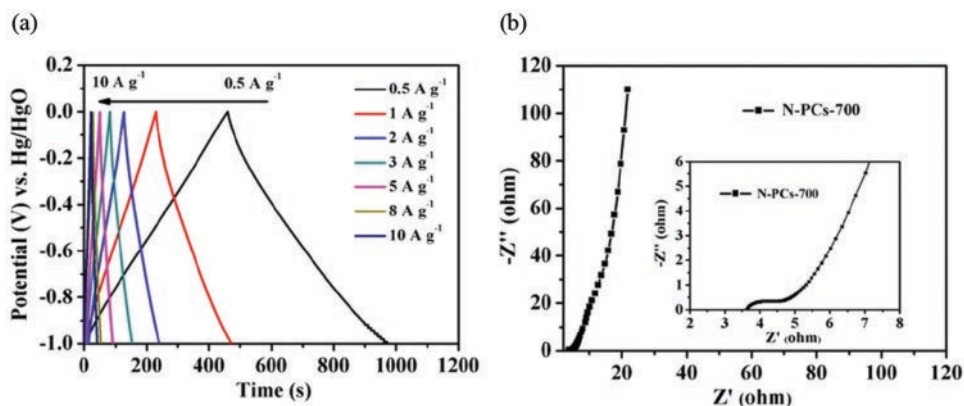 (a)
(b)
0.2
0.0
-0.2
-0.4
-0.6
-0.8
-1.0
Potential (V) vs. Hg/HgO
10 A g-1
0.5 A g-1
0.5 A g-1
1 A g-1
2 A g-1
3 A g-1
5 A g-1
8 A g-1
10 A g-1
0 200 400 600 800 1000 1200
Time (s)
120
100
80
60
40
20
0
-Z'' (ohm)
N-PCs-700
6
5
4
3
2
1
0
-Z'' (ohm)
N-PCs-700
2 3 4 5 6 7 8
Z' (ohm)
20 40 60 80 100 120
Z' (ohm)